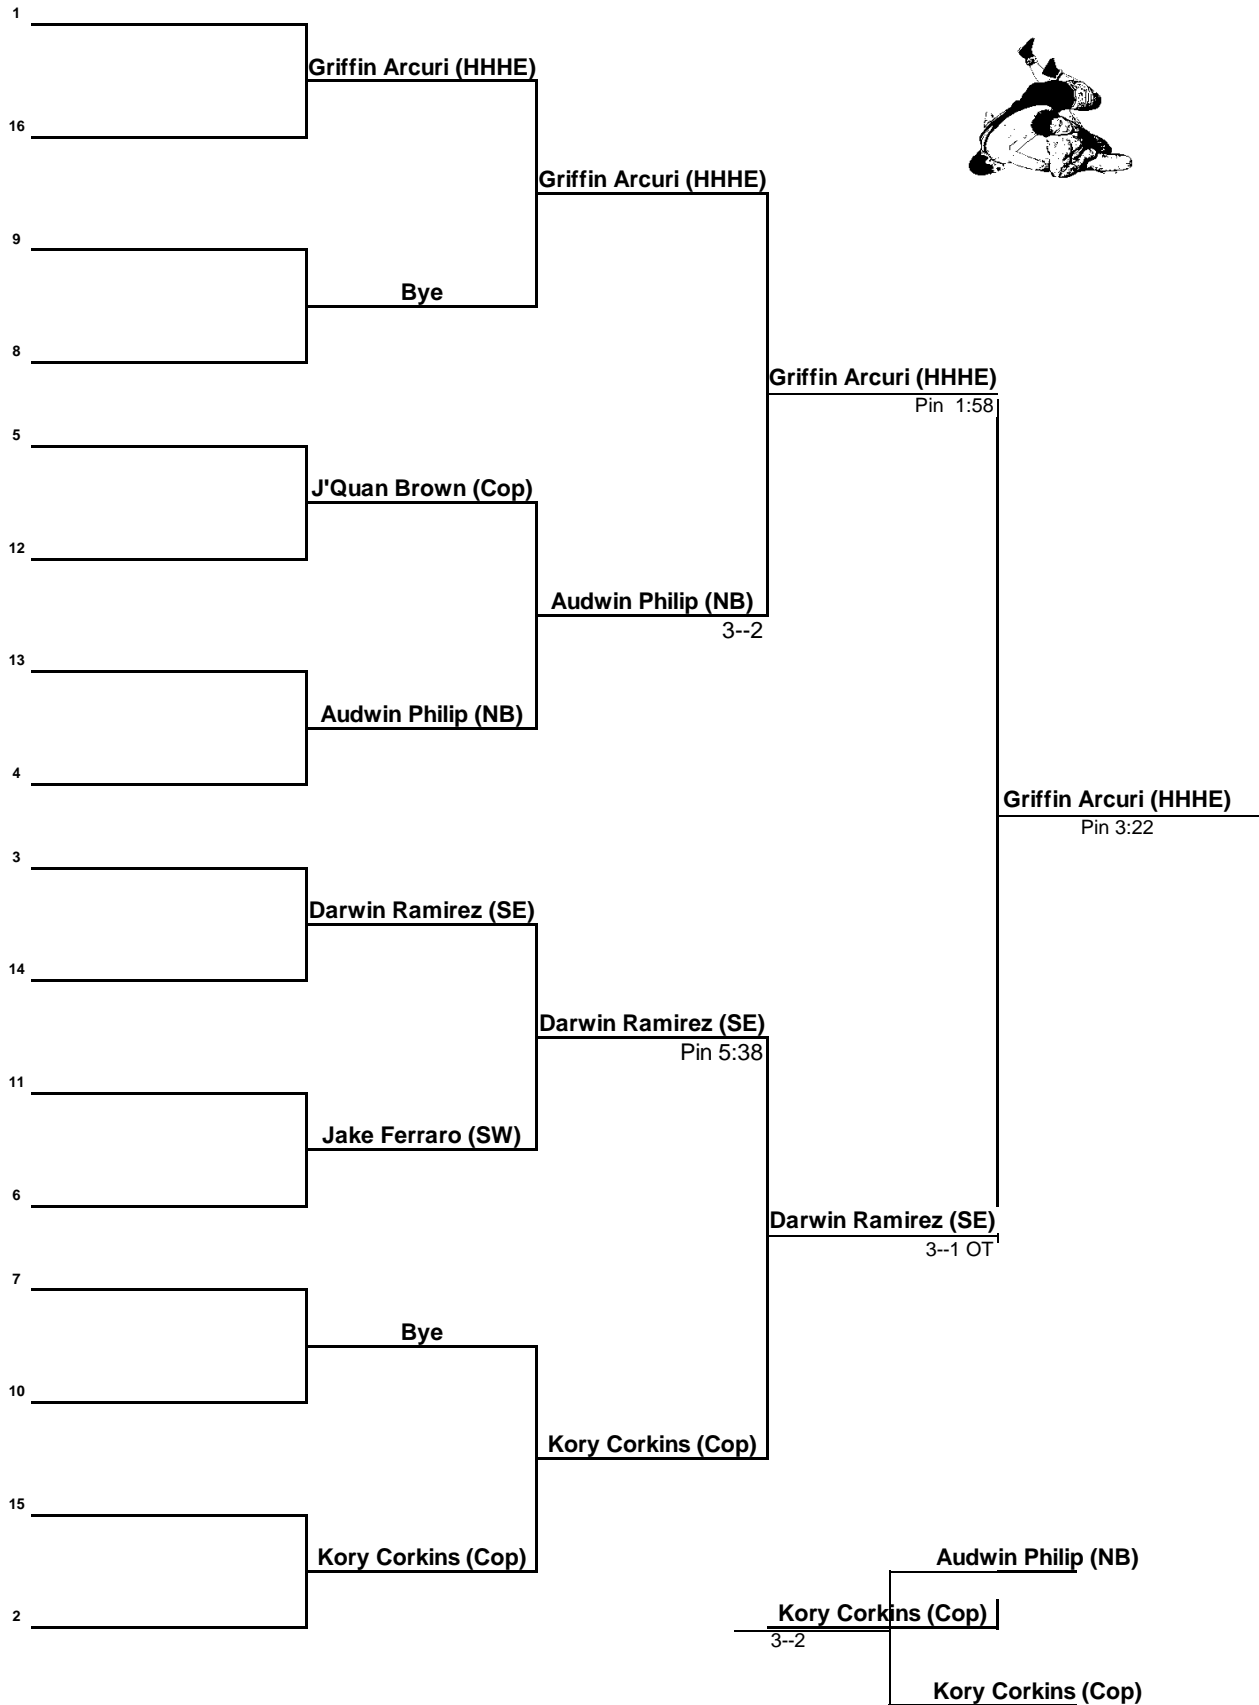 1
Griffin Arcuri (HHHE)
16
Griffin Arcuri (HHHE)
9
Bye
8
Griffin Arcuri (HHHE)
Pin 1:58
5
J'Quan Brown (Cop)
12
Audwin Philip (NB)
3--2
13
Audwin Philip (NB)
4
Griffin Arcuri (HHHE)
Pin 3:22
3
Darwin Ramirez (SE)
14
Darwin Ramirez (SE)
Pin 5:38
11
Jake Ferraro (SW)
6
Darwin Ramirez (SE)
3--1 OT
7
Bye
10
Kory Corkins (Cop)
15
Kory Corkins (Cop)
Audwin Philip (NB)
2
Kory Corkins (Cop)
3--2
Kory Corkins (Cop)